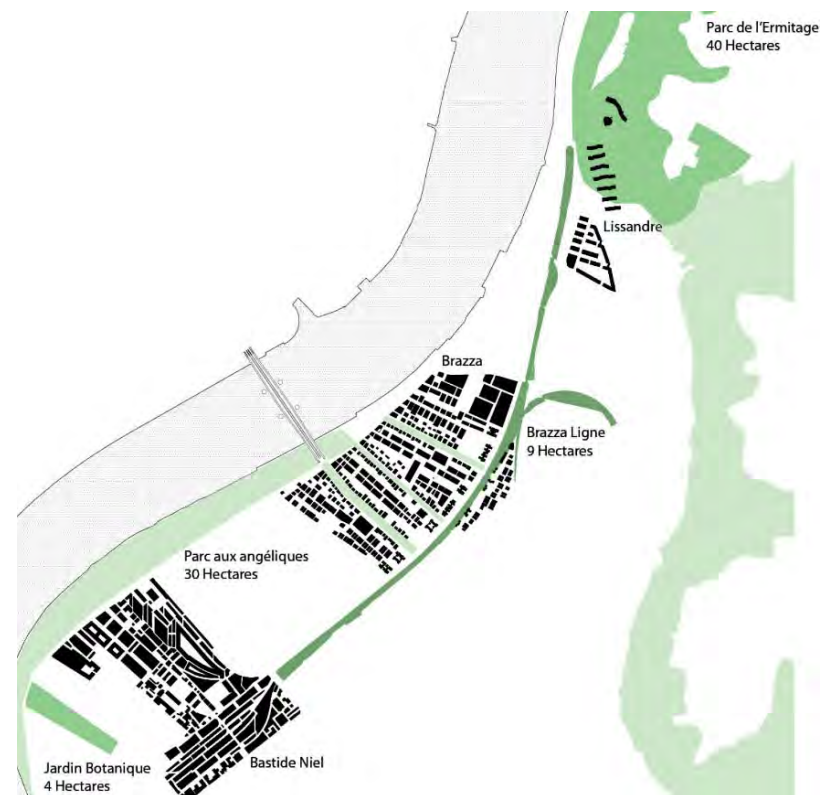 Parc de l'Ermitage
40 Hectares
Lissandre
Brazza
Brazza Ligne
9 Hectares
Parc aux angéliques
30 Hectares
Bastide Niel
Jardin Botanique
4 Hectares